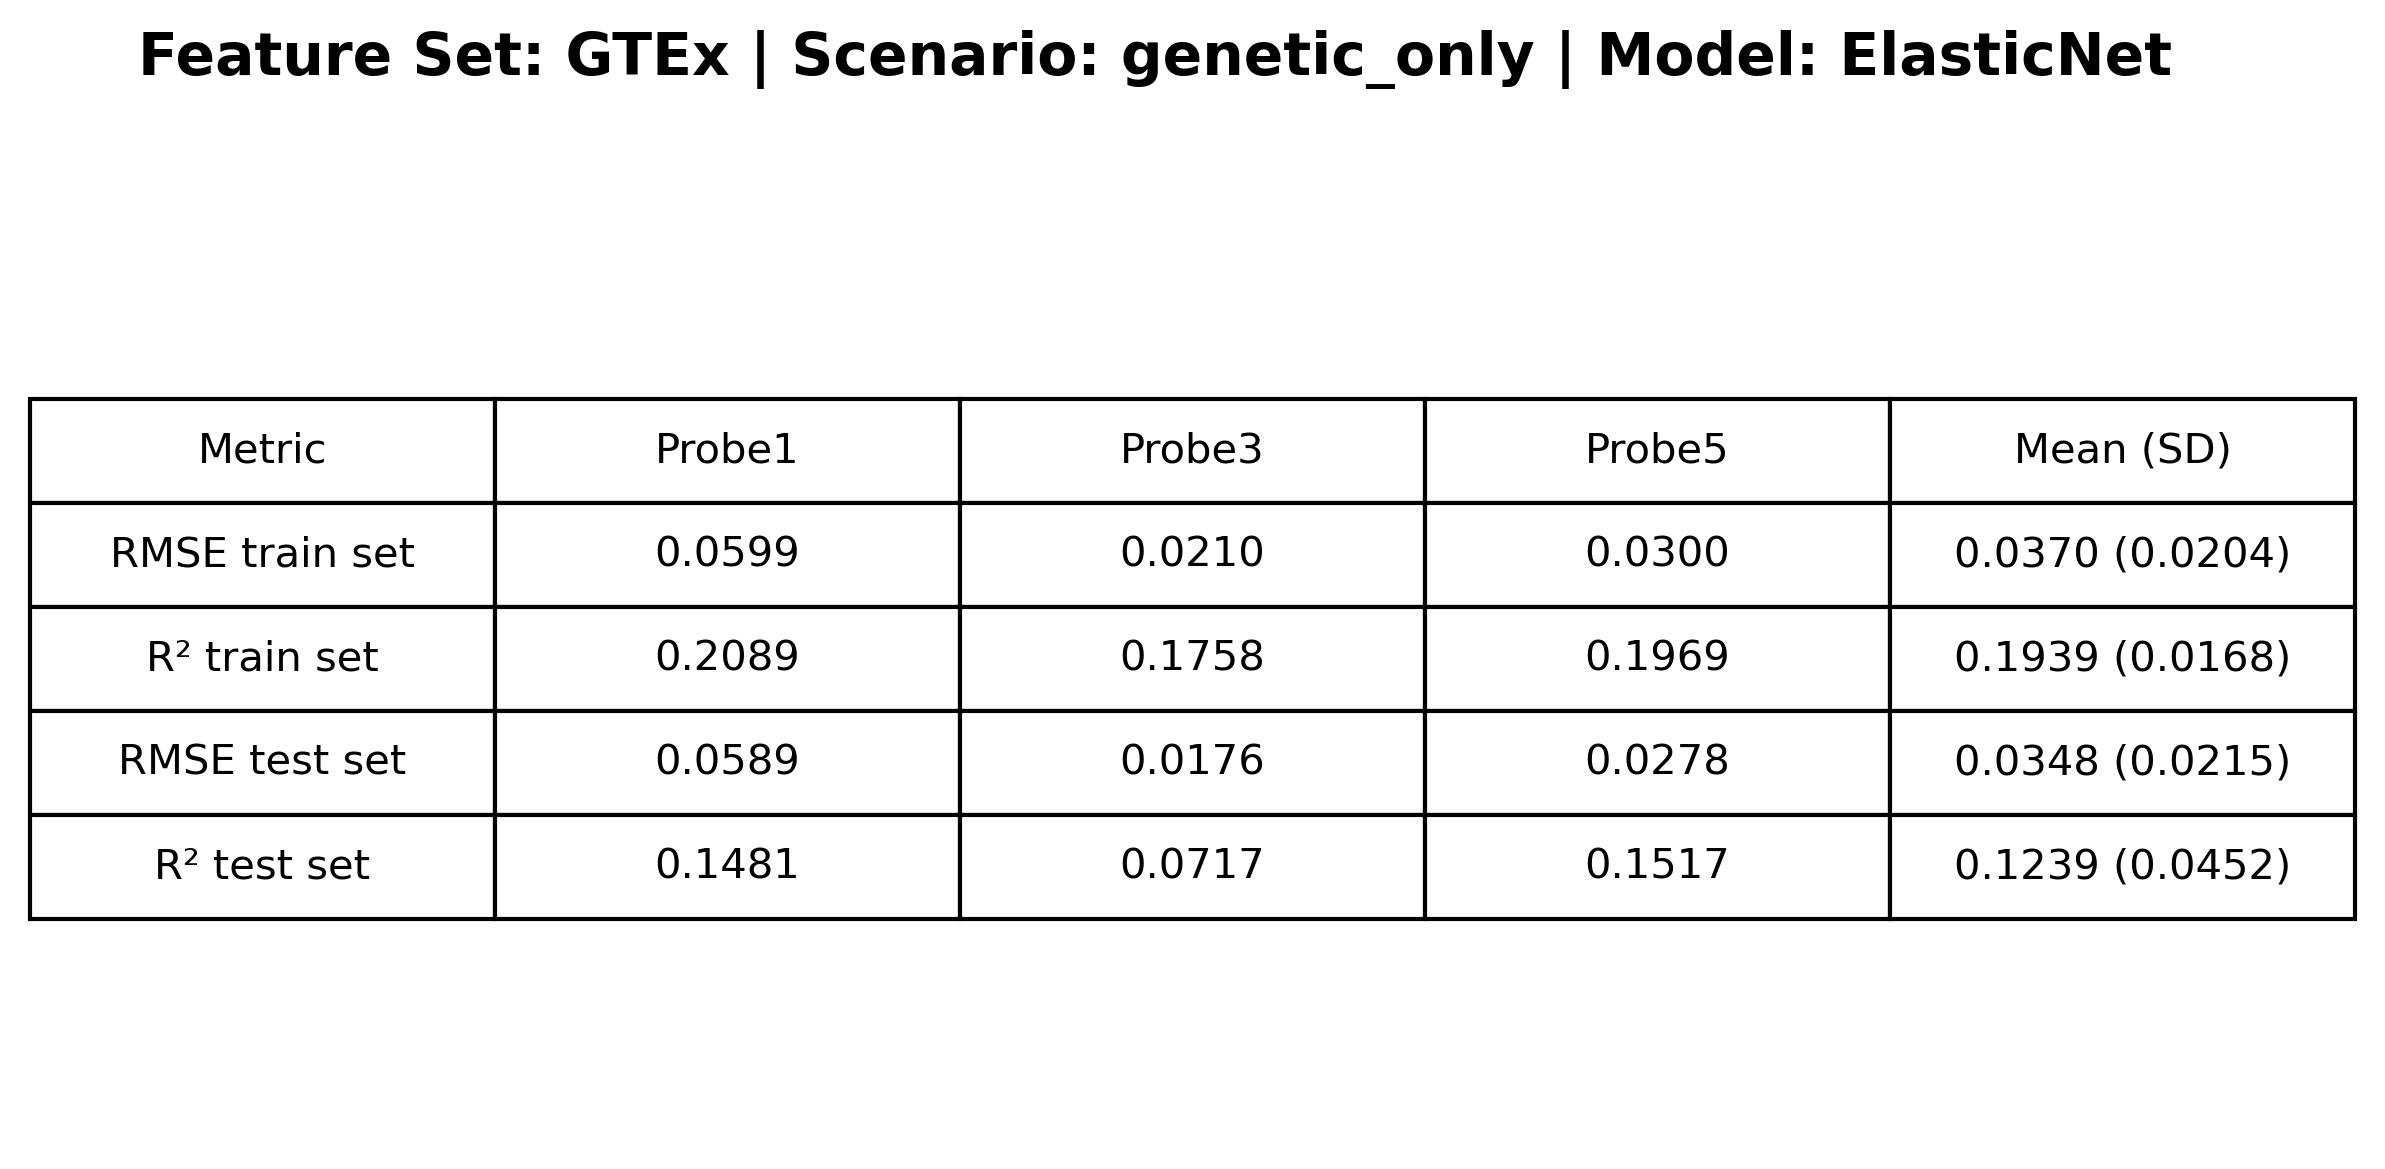 Feature Set: GTEx | Scenario: genetic_only | Model: ElasticNet
Metric Probe1 Probe3 Probe5 Mean (SD)
RMSE train set 0.0599 0.0210 0.0300 0.0370 (0.0204)
R² train set 0.2089 0.1758 0.1969 0.1939 (0.0168)
RMSE test set 0.0589 0.0176 0.0278 0.0348 (0.0215)
R² test set 0.1481 0.0717 0.1517 0.1239 (0.0452)